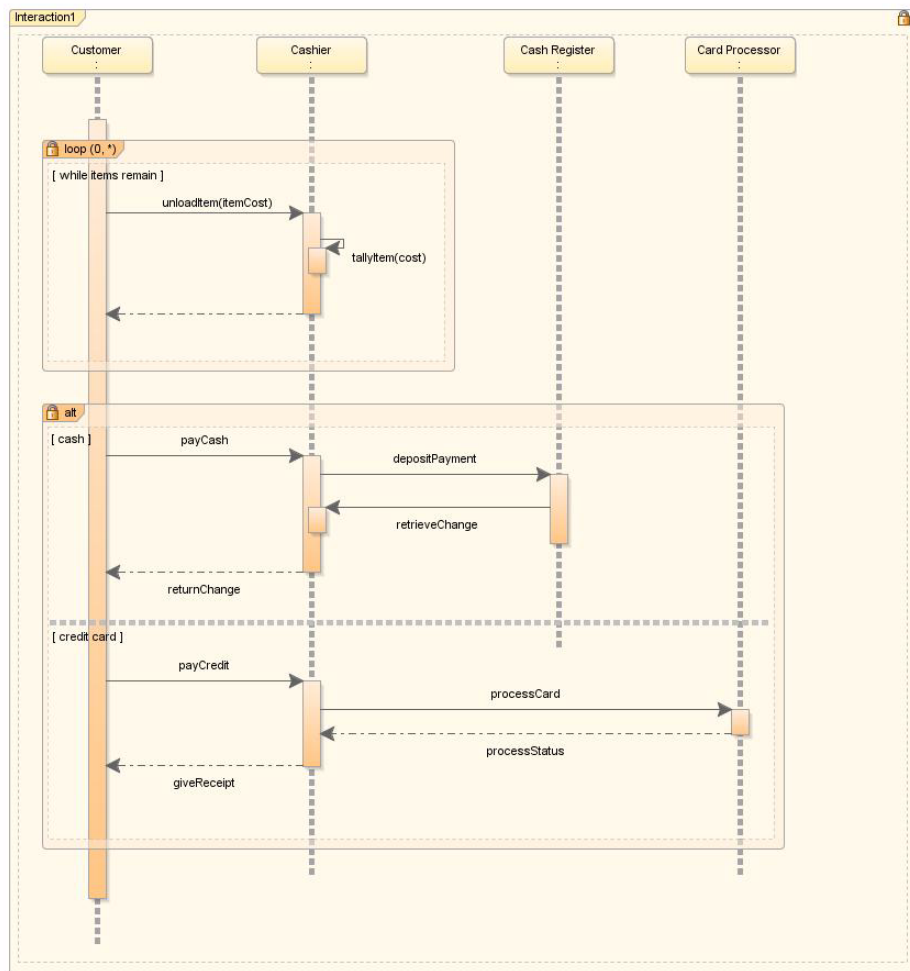 Interaction1
Customer
:
Cashier
:
Cash Register
:
Card Processor
:
loop (0, *)
[ while items remain ]
unloadItem(itemCost)
tallyItem(cost)
alt
[ cash ]
payCash
depositPayment
retrieveChange
returnChange
[ credit card ]
payCredit
processCard
processStatus
giveReceipt